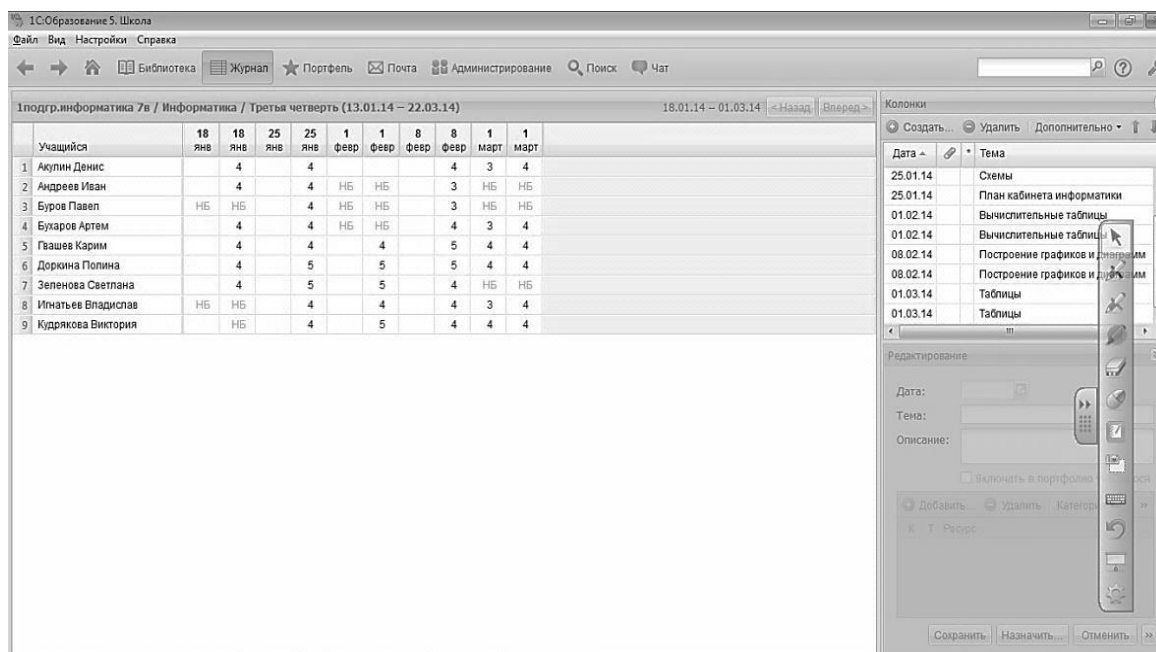 1С:Образование 5. Школа
Файл Вид Настройки Справка
Библиотека Журнал Портфель Почта Администрирование Поиск Чат
1подгр.информатика 7в / Информатика / Третья четверть (13.01.14 – 22.03.14) 18.01.14 – 01.03.14 < Назад Вперед >
Учащийся 18 янв 18 янв 25 янв 25 янв 1 февр 1 февр 8 февр 8 февр 1 март 1 март
1 Акулин Денис 4 4 4 3 4
2 Андреев Иван 4 4 НБ НБ 3 НБ НБ
3 Буров Павел НБ НБ 4 НБ НБ 3 НБ НБ
4 Бухаров Артем 4 4 НБ НБ 4 3 4
5 Гвашев Карим 4 4 4 5 4 4
6 Доркина Полина 4 5 5 5 4 4
7 Зеленова Светлана 4 5 5 4 НБ НБ
8 Игнатьев Владислав НБ НБ 4 4 4 3 4
9 Кудрякова Виктория НБ 4 5 4 4 4
Колонки
Создать... Удалить Дополнительно
Дата * Тема
25.01.14 Схемы
25.01.14 План кабинета информатики
01.02.14 Вычислительные таблицы
01.02.14 Вычислительные таблицы
08.02.14 Построение графиков и диаграмм
08.02.14 Построение графиков и диаграмм
01.03.14 Таблицы
01.03.14 Таблицы
Редактирование
Дата:
Тема:
Описание:
Включать в портфолио
Добавить... Удалить Категори
К Т Ресурс
Сохранить Назначить... Отменить »